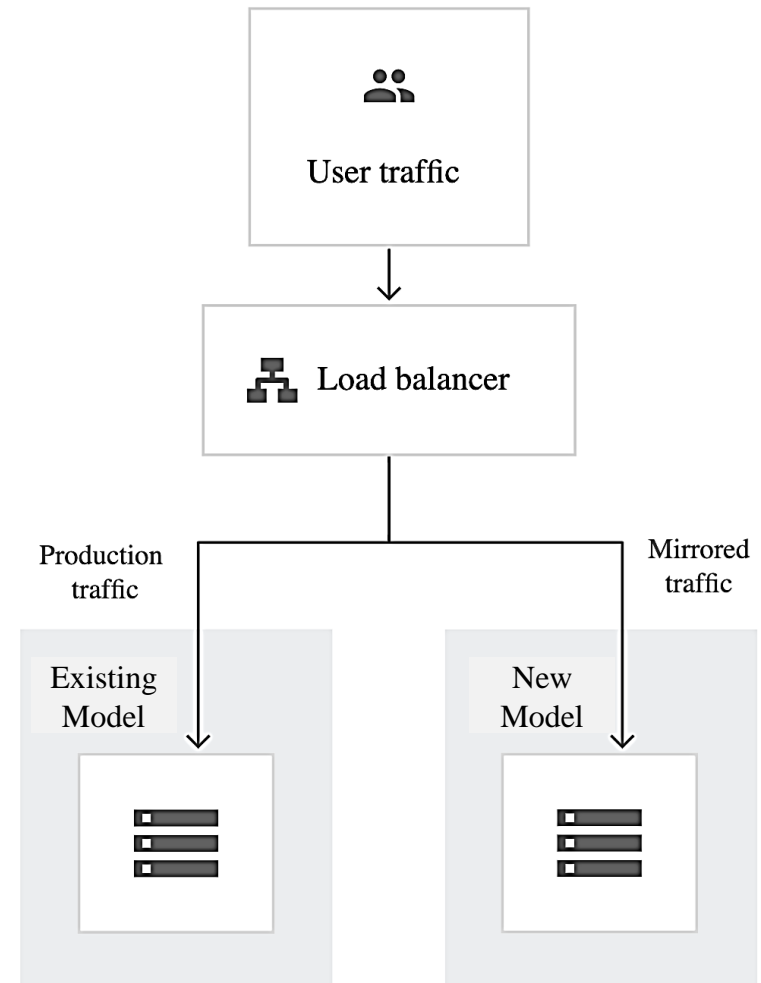 User traffic
Load balancer
Production
traffic
Mirrored
traffic
Existing
Model
New
Model